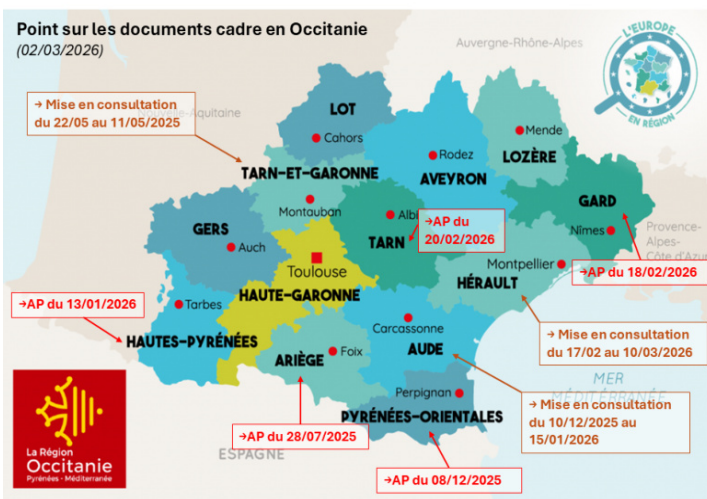 Point sur les documents cadre en Occitanie
(02/03/2026)
Auvergne-Rhône-Alpes
L'EUROPE
EN RÉGION
→ Mise en consultation
du 22/05 au 11/05/2025
Nouvelle-Aquitaine
LOT
Cahors
Mende
LOZÈRE
Rodez
AVEYRON
TARN-ET-GARONNE
Montauban
GARD
Nîmes
Provence-
Alpes-
Côte d'Azur
GERS
Auch
Albi
TARN
→AP du
20/02/2026
Toulouse
HAUTE-GARONNE
Montpellier
HÉRAULT
→AP du 18/02/2026
→AP du 13/01/2026
Tarbes
HAUTES-PYRÉNÉES
Carcassonne
AUDE
Foix
ARIÈGE
→ Mise en consultation
du 17/02 au 10/03/2026
MER
MÉDITERRANÉE
→ Mise en consultation
du 10/12/2025 au
15/01/2026
Perpignan
PYRÉNÉES-ORIENTALES
→AP du 28/07/2025
ESPAGNE
→AP du 08/12/2025
La Région
Occitanie
Pyrénées - Méditerranée